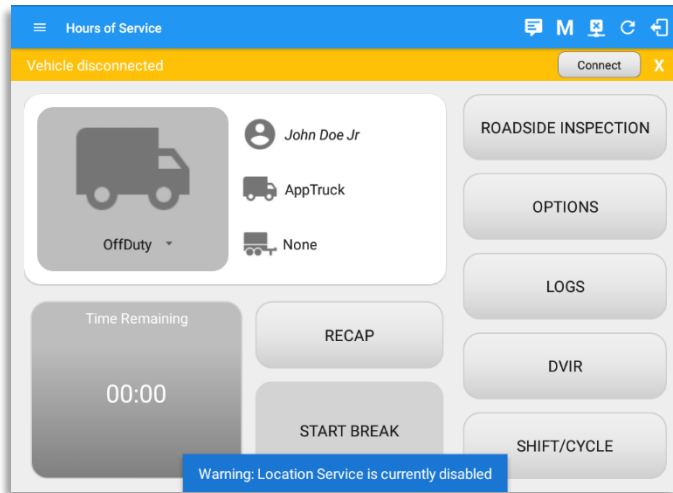 Hours of Service
M
Vehicle disconnected
Connect
X
John Doe Jr
AppTruck
None
OffDuty
ROADSIDE INSPECTION
OPTIONS
LOGS
DVIR
SHIFT/CYCLE
Time Remaining
00:00
RECAP
START BREAK
Warning: Location Service is currently disabled